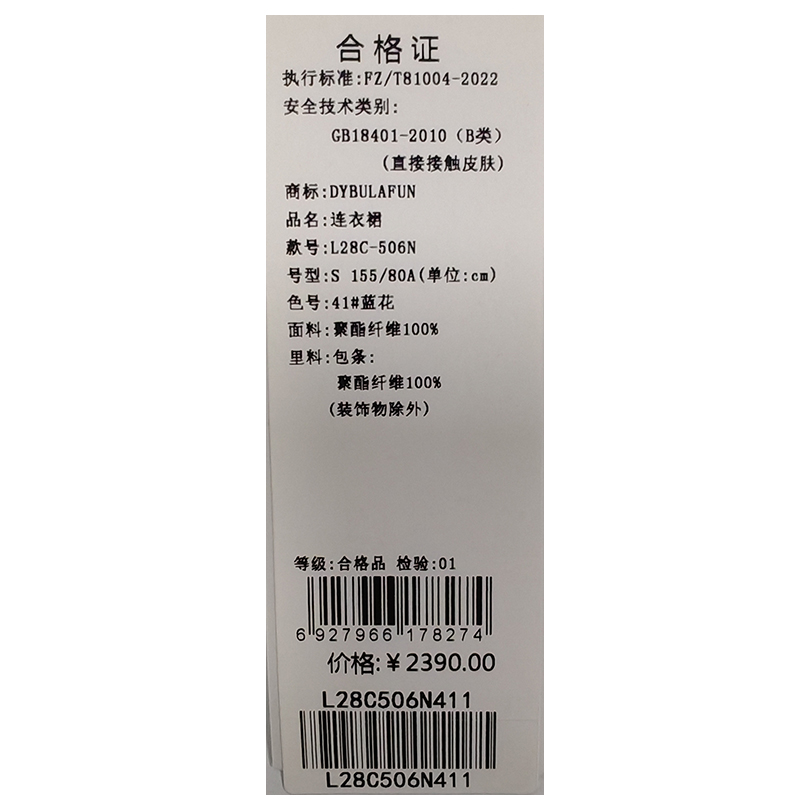 合格证
执行标准:FZ/T81004-2022
安全技术类别:
GB18401-2010（B类）
(直接接触皮肤)
商标:DYBULAFUN
品名:连衣裙
款号:L28C-506N
号型:S 155/80A(单位:cm)
色号:41#蓝花
面料:聚酯纤维100%
里料:包条:
聚酯纤维100%
(装饰物除外)
等级:合格品 检验:01
6 927966 178274
价格:￥2390.00
L28C506N411
L28C506N411